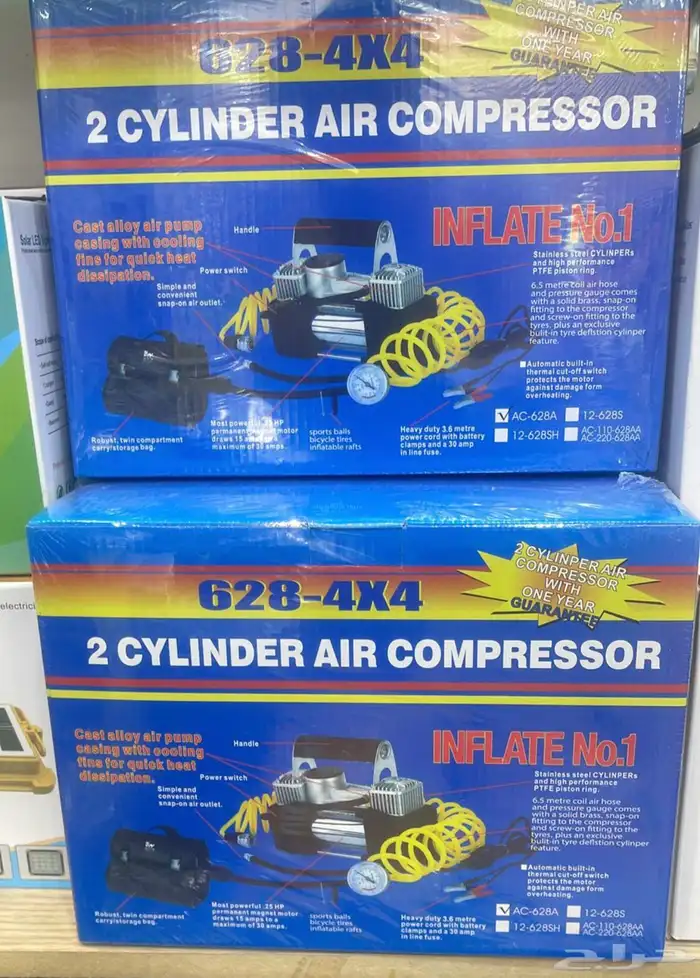 2 CYLINPER AIR
COMPRESSOR
WITH
ONE YEAR
GUARANTEE
628-4X4
2 CYLINDER AIR COMPRESSOR
INFLATE No.1
Cast alloy air pump
casing with cooling
fins for quick heat
dissipation.
Handle
Power switch
Simple and
convenient
snap-on air outlet.
Stainless steel CYLINPERs
and high performance
PTFE piston ring.
6.5 metre coil air hose
and pressure gauge comes
with a solid brass, snap-on
fitting to the compressor
and screw-on fitting to the
tyres, plus an exclusive
bulit-in tyre defistion cylinper
feature.
Automatic bulit-in
thermal cut-off switch
protects the motor
against damage form
overheating.
Robust, twin compartment
carry/storage bag.
Most powerful .25 HP
permanent magnet motor
draws 15 amps to a
maximum of 30 amps.
sports balls
bicycle tires
inflatable rafts
Heavy duty 3.6 metre
power cord with battery
clamps and a 30 amp
in line fuse.
AC-628A
12-628S
12-628SH
AC-110-628AA
AC-220-628AA
Solar LED
electrici
628-4X4
2 CYLINPER AIR
COMPRESSOR
WITH
ONE YEAR
GUARANTEE
2 CYLINDER AIR COMPRESSOR
INFLATE No.1
Cast alloy air pump
casing with cooling
fins for quick heat
dissipation.
Handle
Power switch
Simple and
convenient
snap-on air outlet.
Stainless steel CYLINPERs
and high performance
PTFE piston ring.
6.5 metre coil air hose
and pressure gauge comes
with a solid brass, snap-on
fitting to the compressor
and screw-on fitting to the
tyres, plus an exclusive
bulit-in tyre defistion cylinper
feature.
Automatic bulit-in
thermal cut-off switch
protects the motor
against damage form
overheating.
Robust, twin compartment
carry/storage bag.
Most powerful .25 HP
permanent magnet motor
draws 15 amps to a
maximum of 30 amps.
sports balls
bicycle tires
inflatable rafts
Heavy duty 3.6 metre
power cord with battery
clamps and a 30 amp
in line fuse.
AC-628A
12-628S
12-628SH
AC-110-628AA
AC-220-628AA
حراج